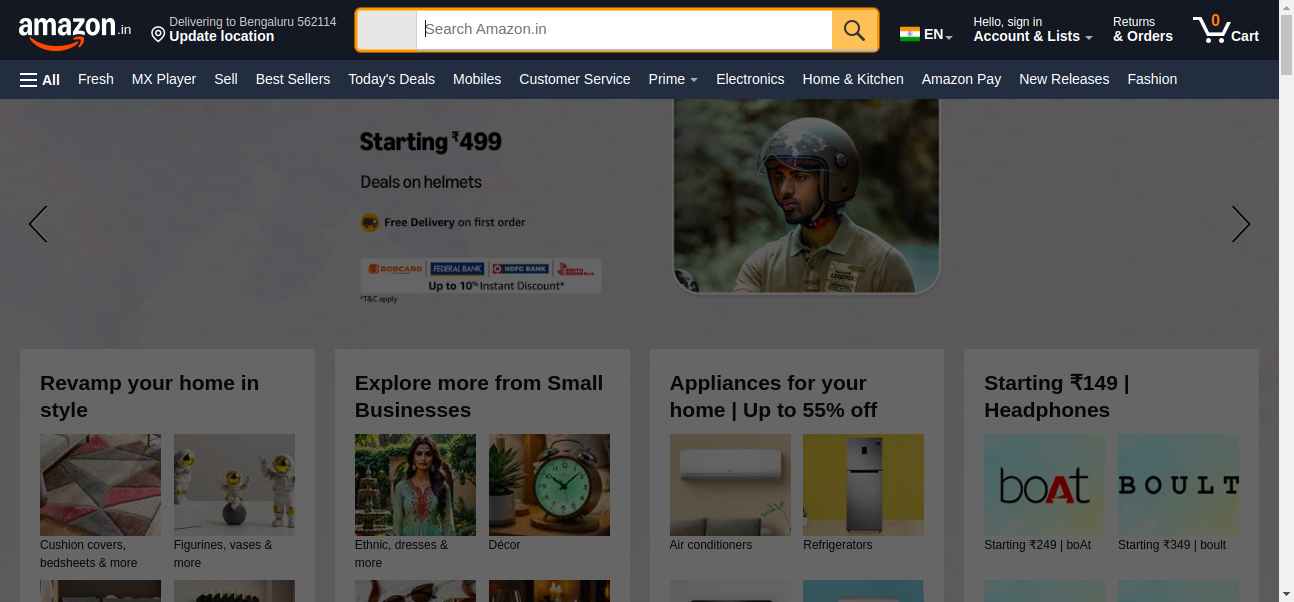 amazon.in
Delivering to Bengaluru 562114
Update location
Search Amazon.in
EN
Hello, sign in
Account & Lists
Returns
& Orders
0
Cart
All
Fresh
MX Player
Sell
Best Sellers
Today's Deals
Mobiles
Customer Service
Prime
Electronics
Home & Kitchen
Amazon Pay
New Releases
Fashion
Starting ₹499
Deals on helmets
Free Delivery on first order
BOBCARD
FEDERAL BANK
HDFC BANK
SOUTH INDIAN Bank
Up to 10% Instant Discount*
*T&C apply
LEGEND
Revamp your home in
style
Cushion covers,
bedsheets & more
Figurines, vases &
more
Explore more from Small
Businesses
Ethnic, dresses &
more
Décor
Appliances for your
home | Up to 55% off
Air conditioners
Refrigerators
Starting ₹149 |
Headphones
boAt
BOULT
Starting ₹249 | boAt
Starting ₹349 | boult